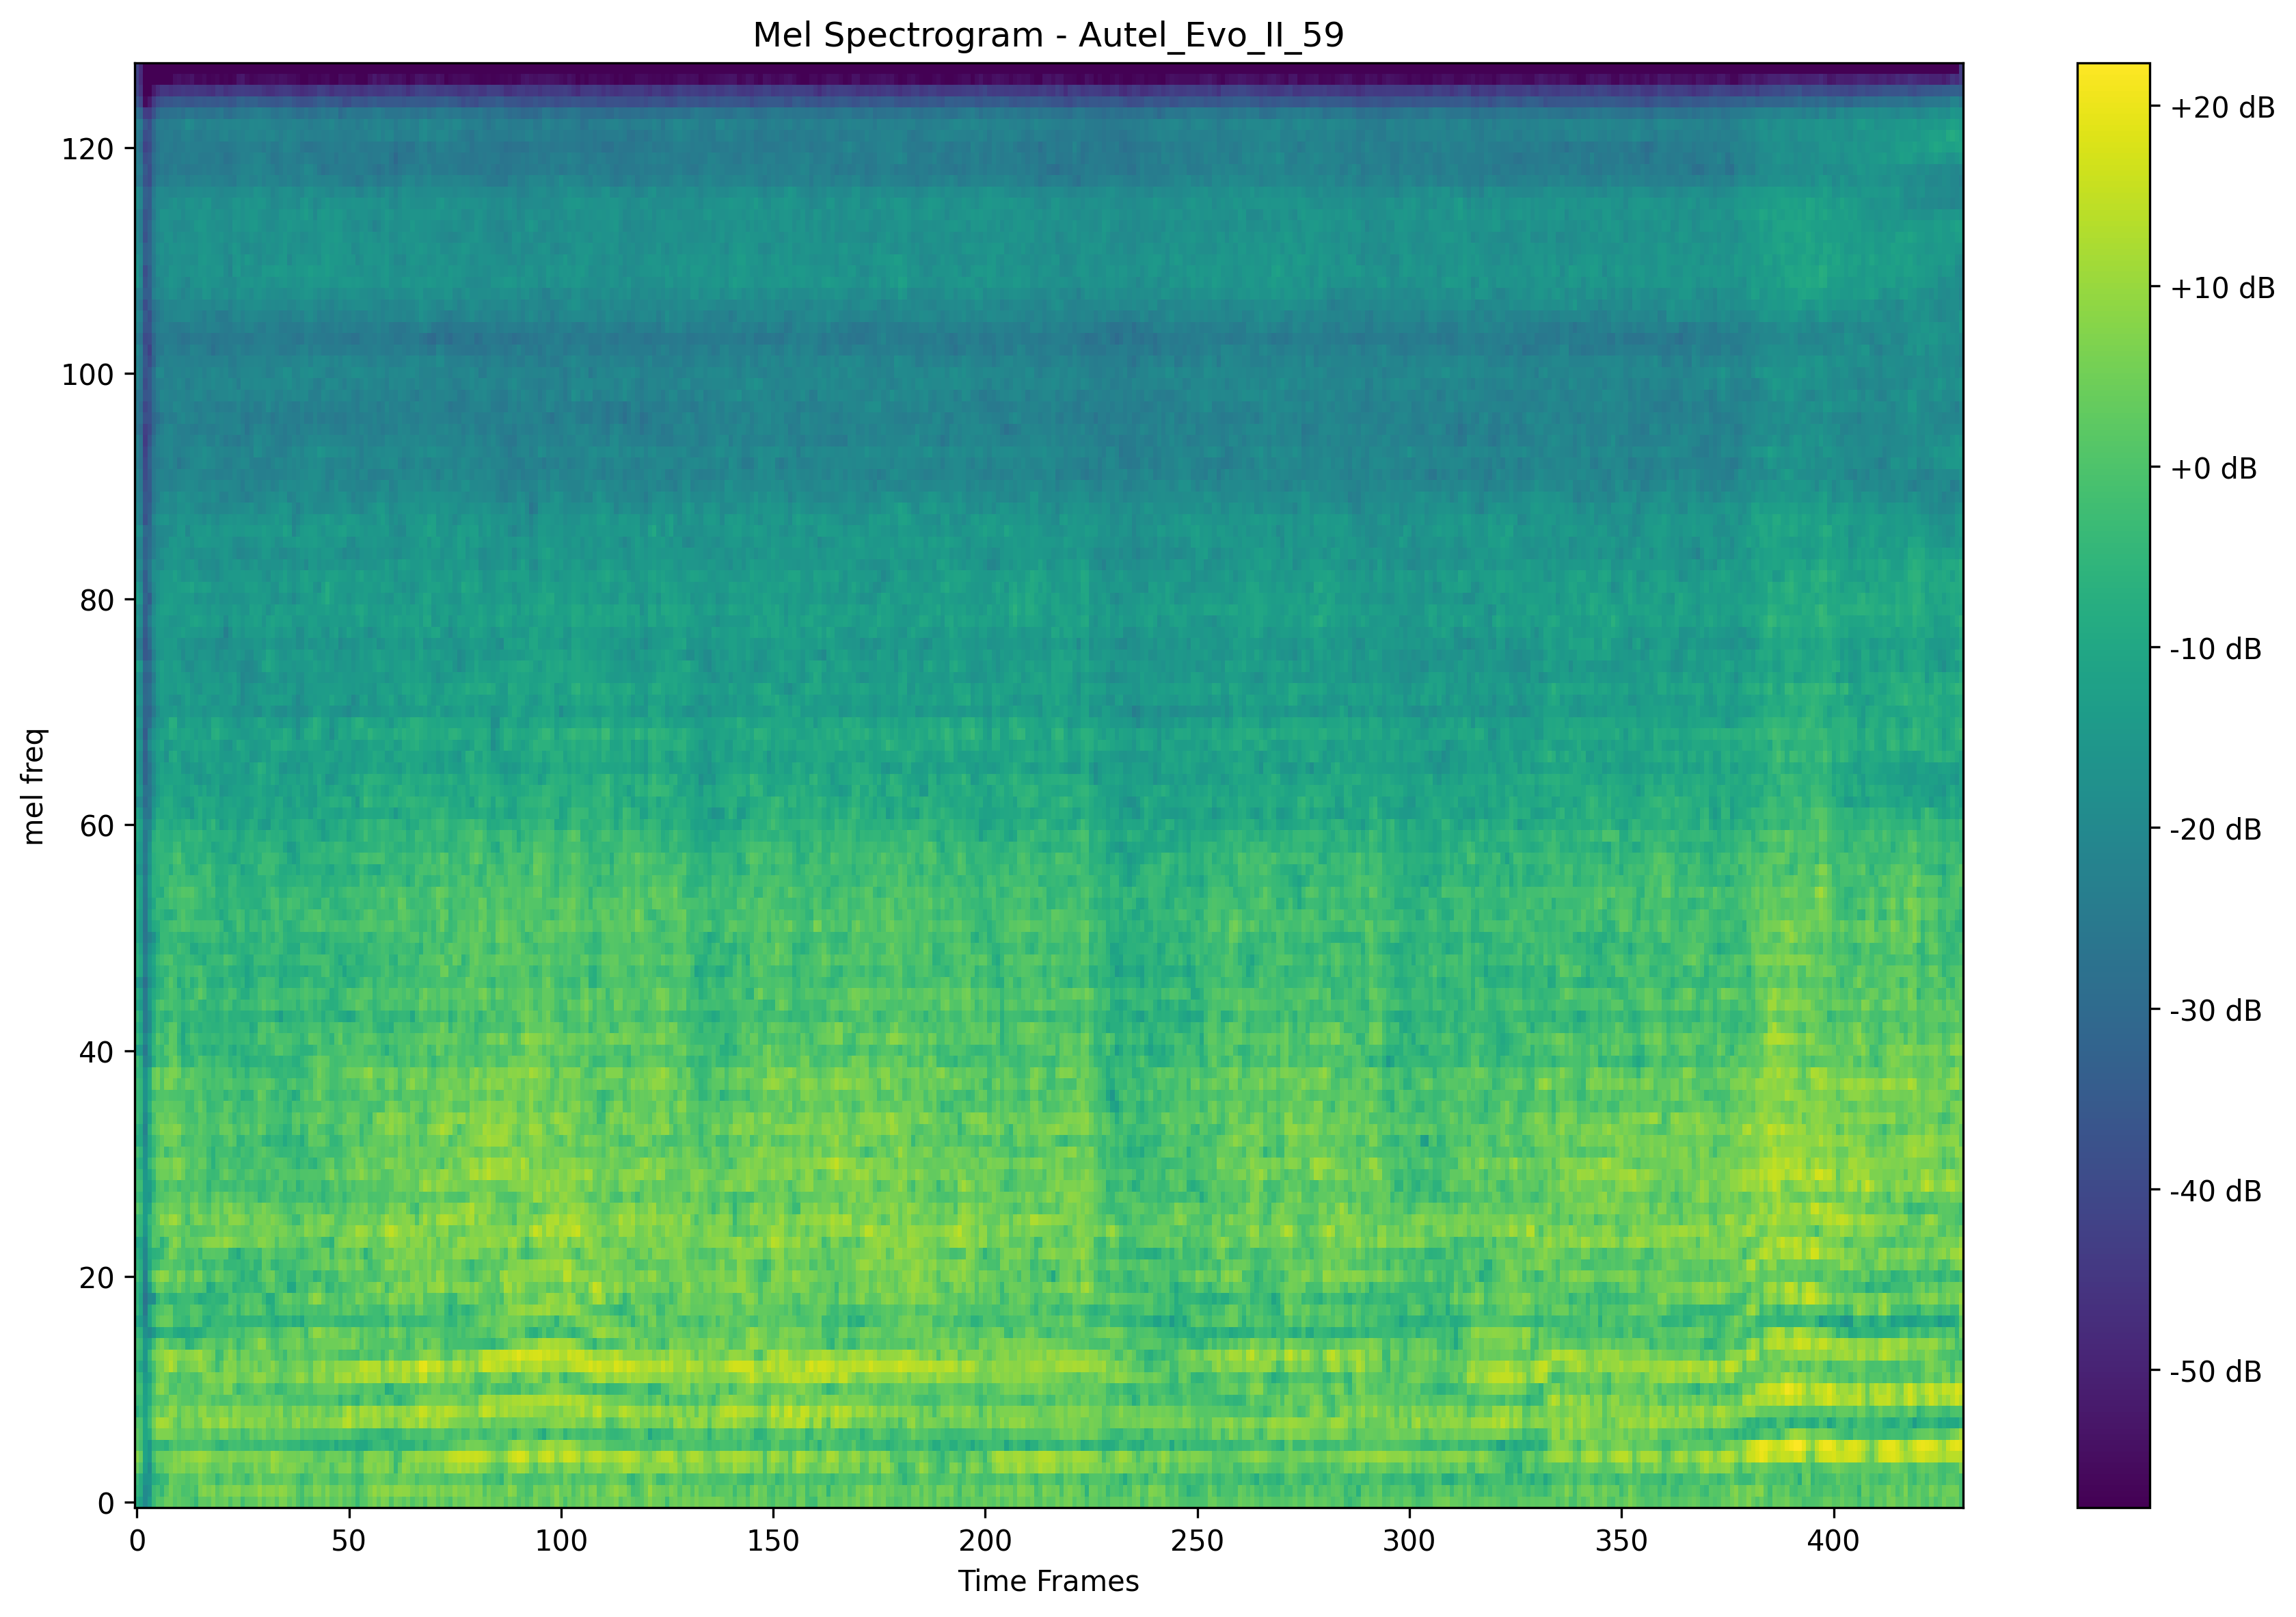 Mel Spectrogram - Autel_Evo_II_59
mel freq
120
100
80
60
40
20
0
0 50 100 150 200 250 300 350 400
Time Frames
+20 dB
+10 dB
+0 dB
-10 dB
-20 dB
-30 dB
-40 dB
-50 dB